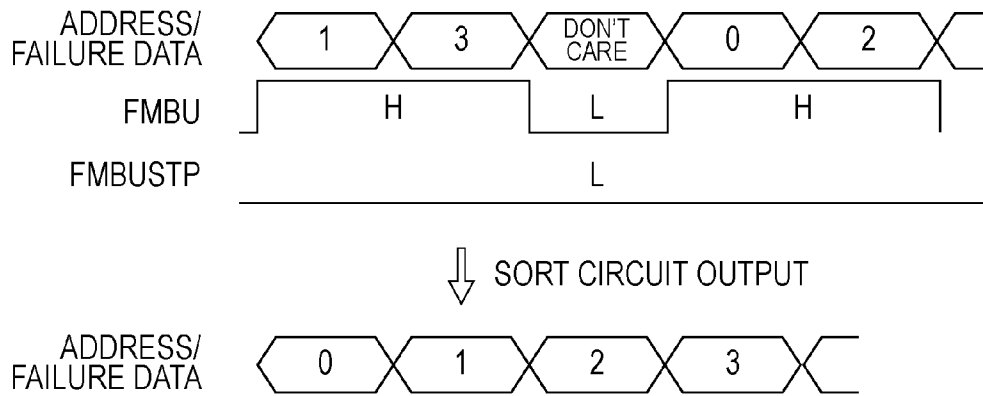 ADDRESS/
FAILURE DATA
1 3 DON'T CARE 0 2
FMBU
H L H
FMBUSTP
L
SORT CIRCUIT OUTPUT
ADDRESS/
FAILURE DATA
0 1 2 3